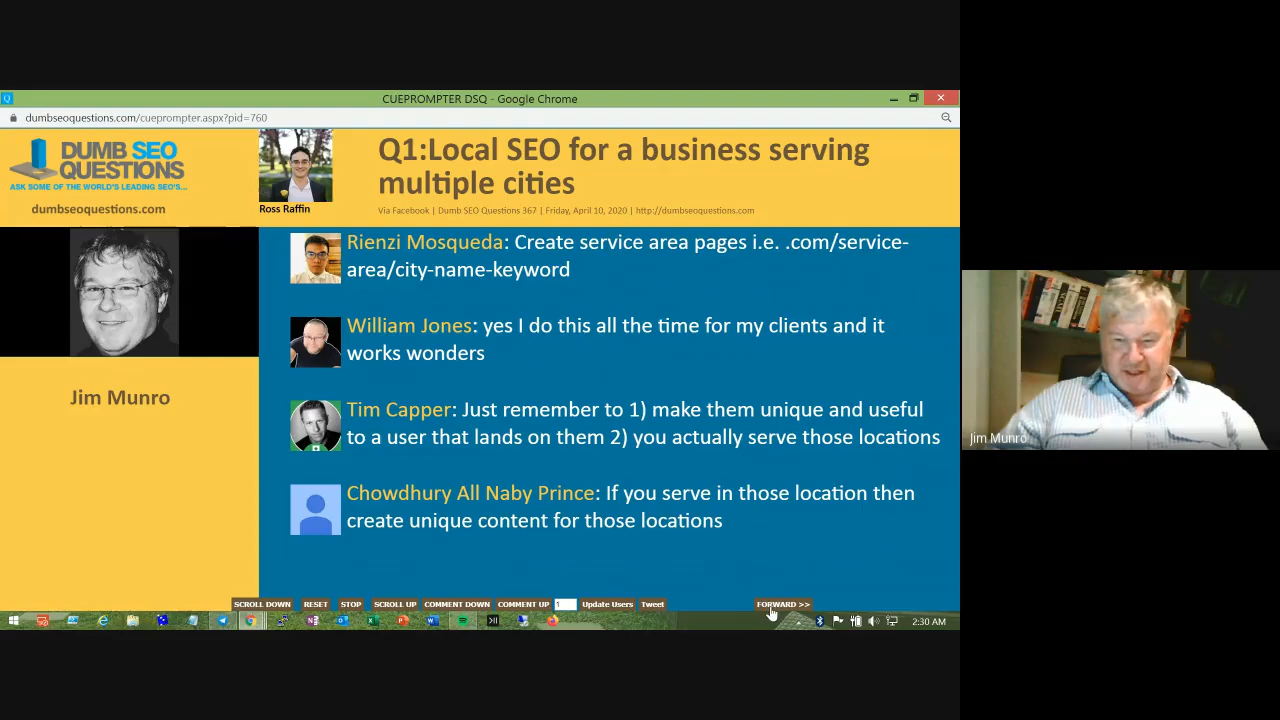 CUEPROMPTER DSQ - Google Chrome
dumbseoquestions.com/cueprompter.aspx?pid=760
DUMB SEO
QUESTIONS
ASK SOME OF THE WORLD'S LEADING SEO'S...
dumbseoquestions.com
Ross Raffin
Q1:Local SEO for a business serving
multiple cities
Via Facebook | Dumb SEO Questions 367 | Friday, April 10, 2020 | http://dumbseoquestions.com
Jim Munro
Rienzi Mosqueda: Create service area pages i.e. .com/service-
area/city-name-keyword
William Jones: yes I do this all the time for my clients and it
works wonders
Tim Capper: Just remember to 1) make them unique and useful
to a user that lands on them 2) you actually serve those locations
Chowdhury All Naby Prince: If you serve in those location then
create unique content for those locations
SCROLL DOWN RESET STOP SCROLL UP COMMENT DOWN COMMENT UP 1 Update Users Tweet FORWARD >>
2:30 AM
Jim Munro